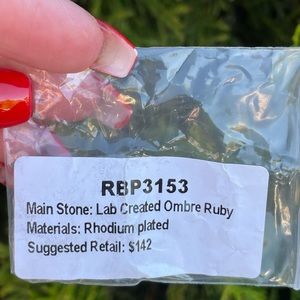 RBP3153
Main Stone: Lab Created Ombre Ruby
Materials: Rhodium plated
Suggested Retail: $142